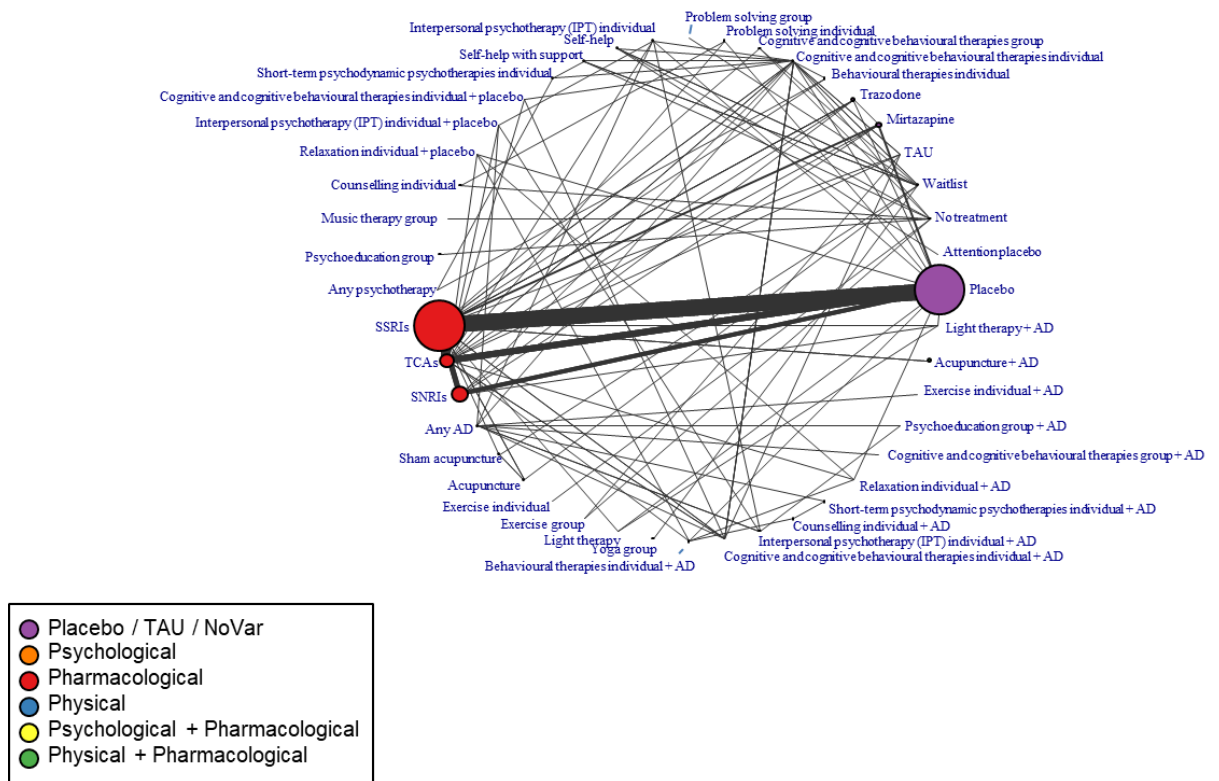 Problem solving group
Interpersonal psychotherapy (IPT) individual
Problem solving individual
Self-help
Cognitive and cognitive behavioural therapies group
Self-help with support
Cognitive and cognitive behavioural therapies individual
Short-term psychodynamic psychotherapies individual
Behavioural therapies individual
Cognitive and cognitive behavioural therapies individual + placebo
Trazodone
Interpersonal psychotherapy (IPT) individual + placebo
Mirtazapine
Relaxation individual + placebo
TAU
Counselling individual
Waitlist
Music therapy group
No treatment
Psychoeducation group
Attention placebo
Any psychotherapy
Placebo
SSRIs
Light therapy + AD
TCAs
Acupuncture + AD
SNRIs
Exercise individual + AD
Any AD
Psychoeducation group + AD
Sham acupuncture
Cognitive and cognitive behavioural therapies group + AD
Acupuncture
Relaxation individual + AD
Exercise individual
Short-term psychodynamic psychotherapies individual + AD
Exercise group
Counselling individual + AD
Light therapy
Interpersonal psychotherapy (IPT) individual + AD
Yoga group
Cognitive and cognitive behavioural therapies individual + AD
Behavioural therapies individual + AD
Placebo / TAU / NoVar
Psychological
Pharmacological
Physical
Psychological + Pharmacological
Physical + Pharmacological